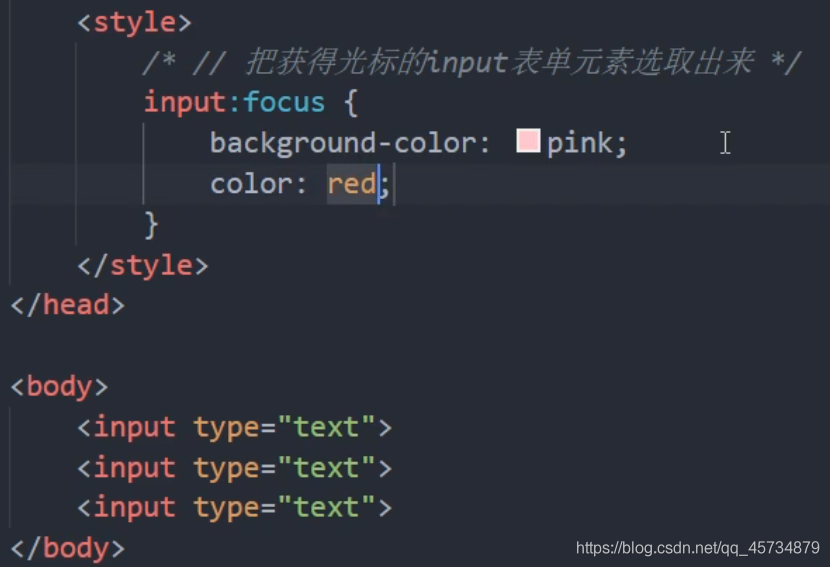 <style>
/* // 把获得光标的input表单元素选取出来 */
input:focus {
background-color: pink;
color: red;
}
</style>
</head>
<body>
<input type="text">
<input type="text">
<input type="text">
</body>
https://blog.csdn.net/qq_45734879